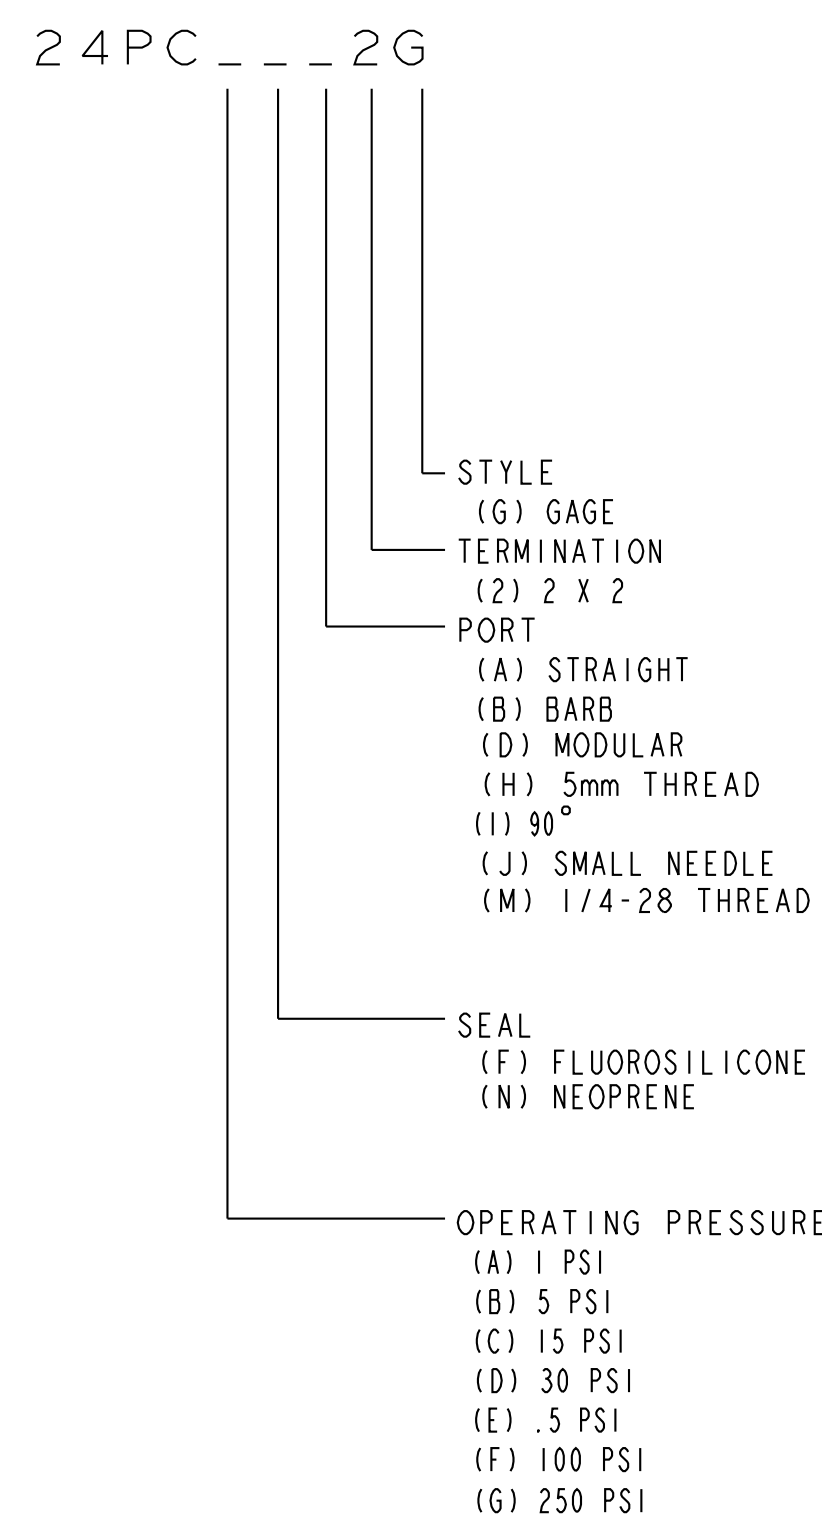 24PC___2G
STYLE
(G) GAGE
TERMINATION
(2) 2 X 2
PORT
(A) STRAIGHT
(B) BARB
(D) MODULAR
(H) 5mm THREAD
(I) 90°
(J) SMALL NEEDLE
(M) 1/4-28 THREAD
SEAL
(F) FLUOROSILICONE
(N) NEOPRENE
OPERATING PRESSURE
(A) 1 PSI
(B) 5 PSI
(C) 15 PSI
(D) 30 PSI
(E) .5 PSI
(F) 100 PSI
(G) 250 PSI